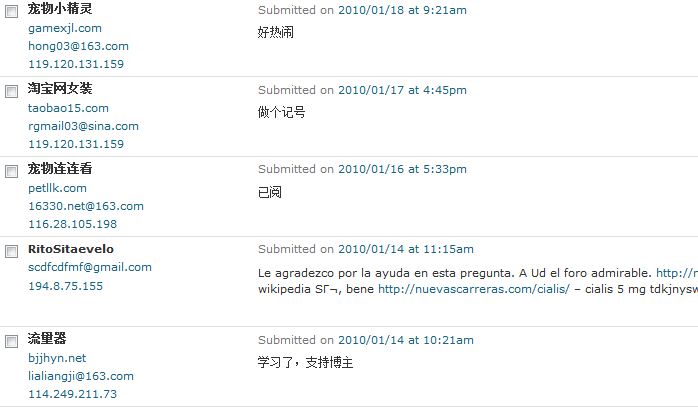 宠物小精灵
Submitted on 2010/01/18 at 9:21am
gamexjl.com
好热闹
hong03@163.com
119.120.131.159
淘宝网女装
Submitted on 2010/01/17 at 4:45pm
taobao15.com
做个记号
rgmail03@sina.com
119.120.131.159
宠物连连看
Submitted on 2010/01/16 at 5:33pm
petllk.com
已阅
16330.net@163.com
116.28.105.198
RitoSitaevelo
Submitted on 2010/01/14 at 11:15am
scdfcdfmf@gmail.com
Le agradezco por la ayuda en esta pregunta. A Ud el foro admirable. http://n
194.8.75.155
wikipedia SГ¬, bene http://nuevascarreras.com/cialis/ – cialis 5 mg tdkjnysw
流量器
Submitted on 2010/01/14 at 10:21am
bjjhyn.net
学习了，支持博主
lialiangji@163.com
114.249.211.73